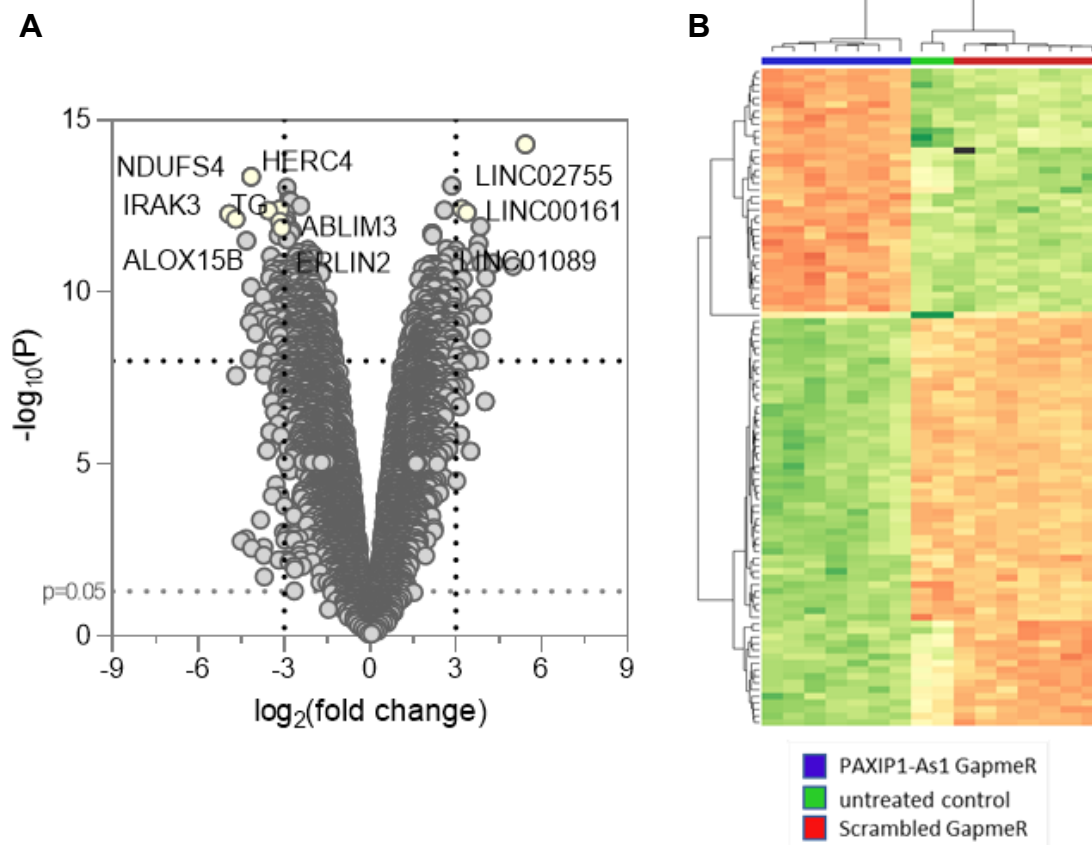 A
B
15
10
5
0
-log10(P)
p=0.05
NDUFS4
HERC4
IRAK3
TG
ABLIM3
ALOX15B
ERLIN2
LINC02755
LINC00161
LINC01089
-9
-6
-3
0
3
6
9
log2(fold change)
PAXIP1-As1 GapmeR
untreated control
Scrambled GapmeR